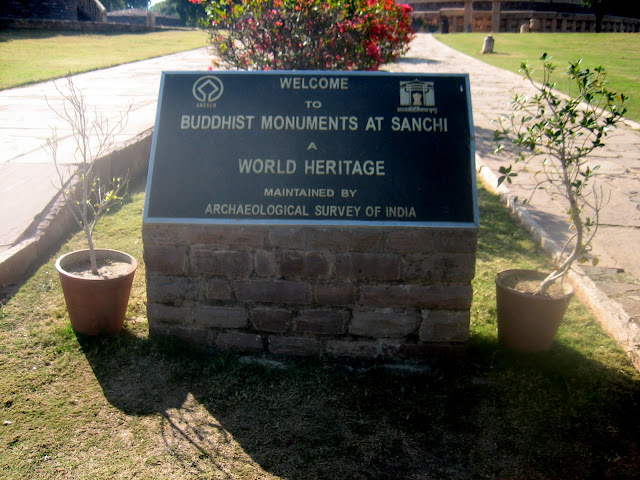 WELCOME
TO
BUDDHIST MONUMENTS AT SANCHI
A
WORLD HERITAGE
MAINTAINED BY
ARCHAEOLOGICAL SURVEY OF INDIA